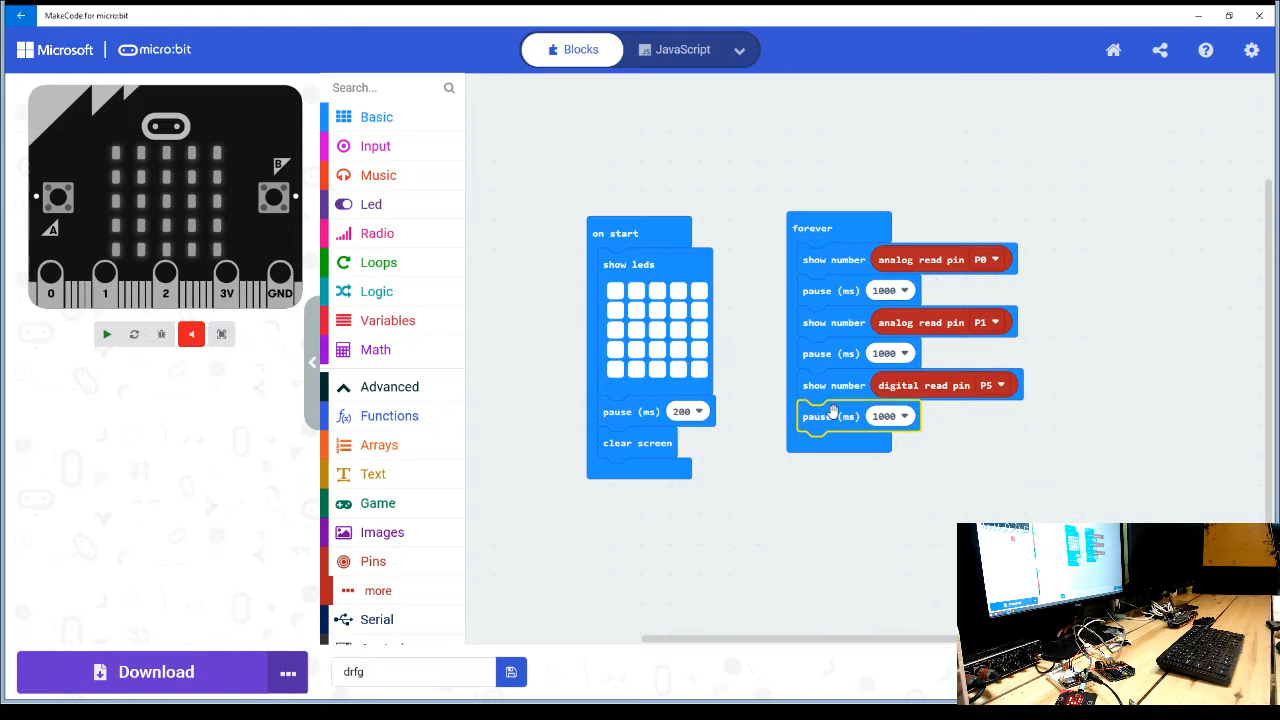 MakeCode for micro:bit
Microsoft
micro:bit
Blocks
JavaScript
A
B
0
1
2
3V
GND
Search...
Basic
Input
Music
Led
Radio
Loops
Logic
Variables
Math
Advanced
Functions
Arrays
Text
Game
Images
Pins
more
Serial
on start
show leds
pause (ms) 200
clear screen
forever
show number analog read pin P0
pause (ms) 1000
show number analog read pin P1
pause (ms) 1000
show number digital read pin P5
pause (ms) 1000
Download
drfg